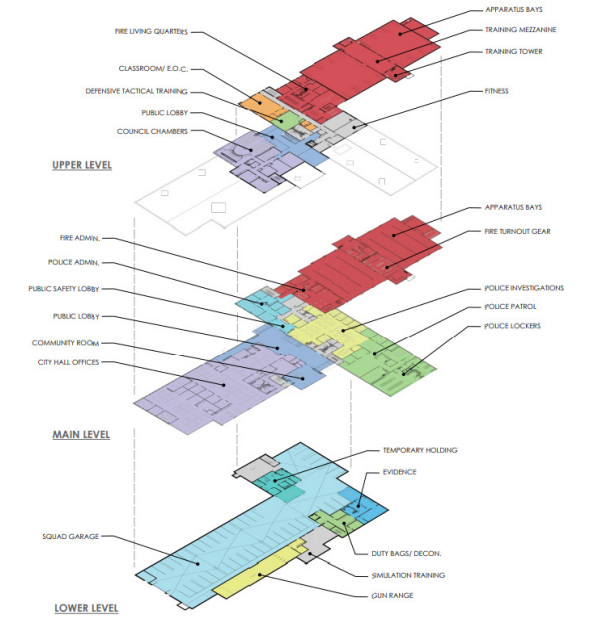 APPARATUS BAYS
FIRE LIVING QUARTERS
TRAINING MEZZANINE
TRAINING TOWER
CLASSROOM/ E.O.C.
DEFENSIVE TACTICAL TRAINING
FITNESS
PUBLIC LOBBY
COUNCIL CHAMBERS
UPPER LEVEL
APPARATUS BAYS
FIRE TURNOUT GEAR
FIRE ADMIN.
POLICE ADMIN.
PUBLIC SAFETY LOBBY
POLICE INVESTIGATIONS
POLICE PATROL
PUBLIC LOBBY
POLICE LOCKERS
COMMUNITY ROOM
CITY HALL OFFICES
MAIN LEVEL
TEMPORARY HOLDING
EVIDENCE
SQUAD GARAGE
DUTY BAGS/ DECON.
SIMULATION TRAINING
GUN RANGE
LOWER LEVEL